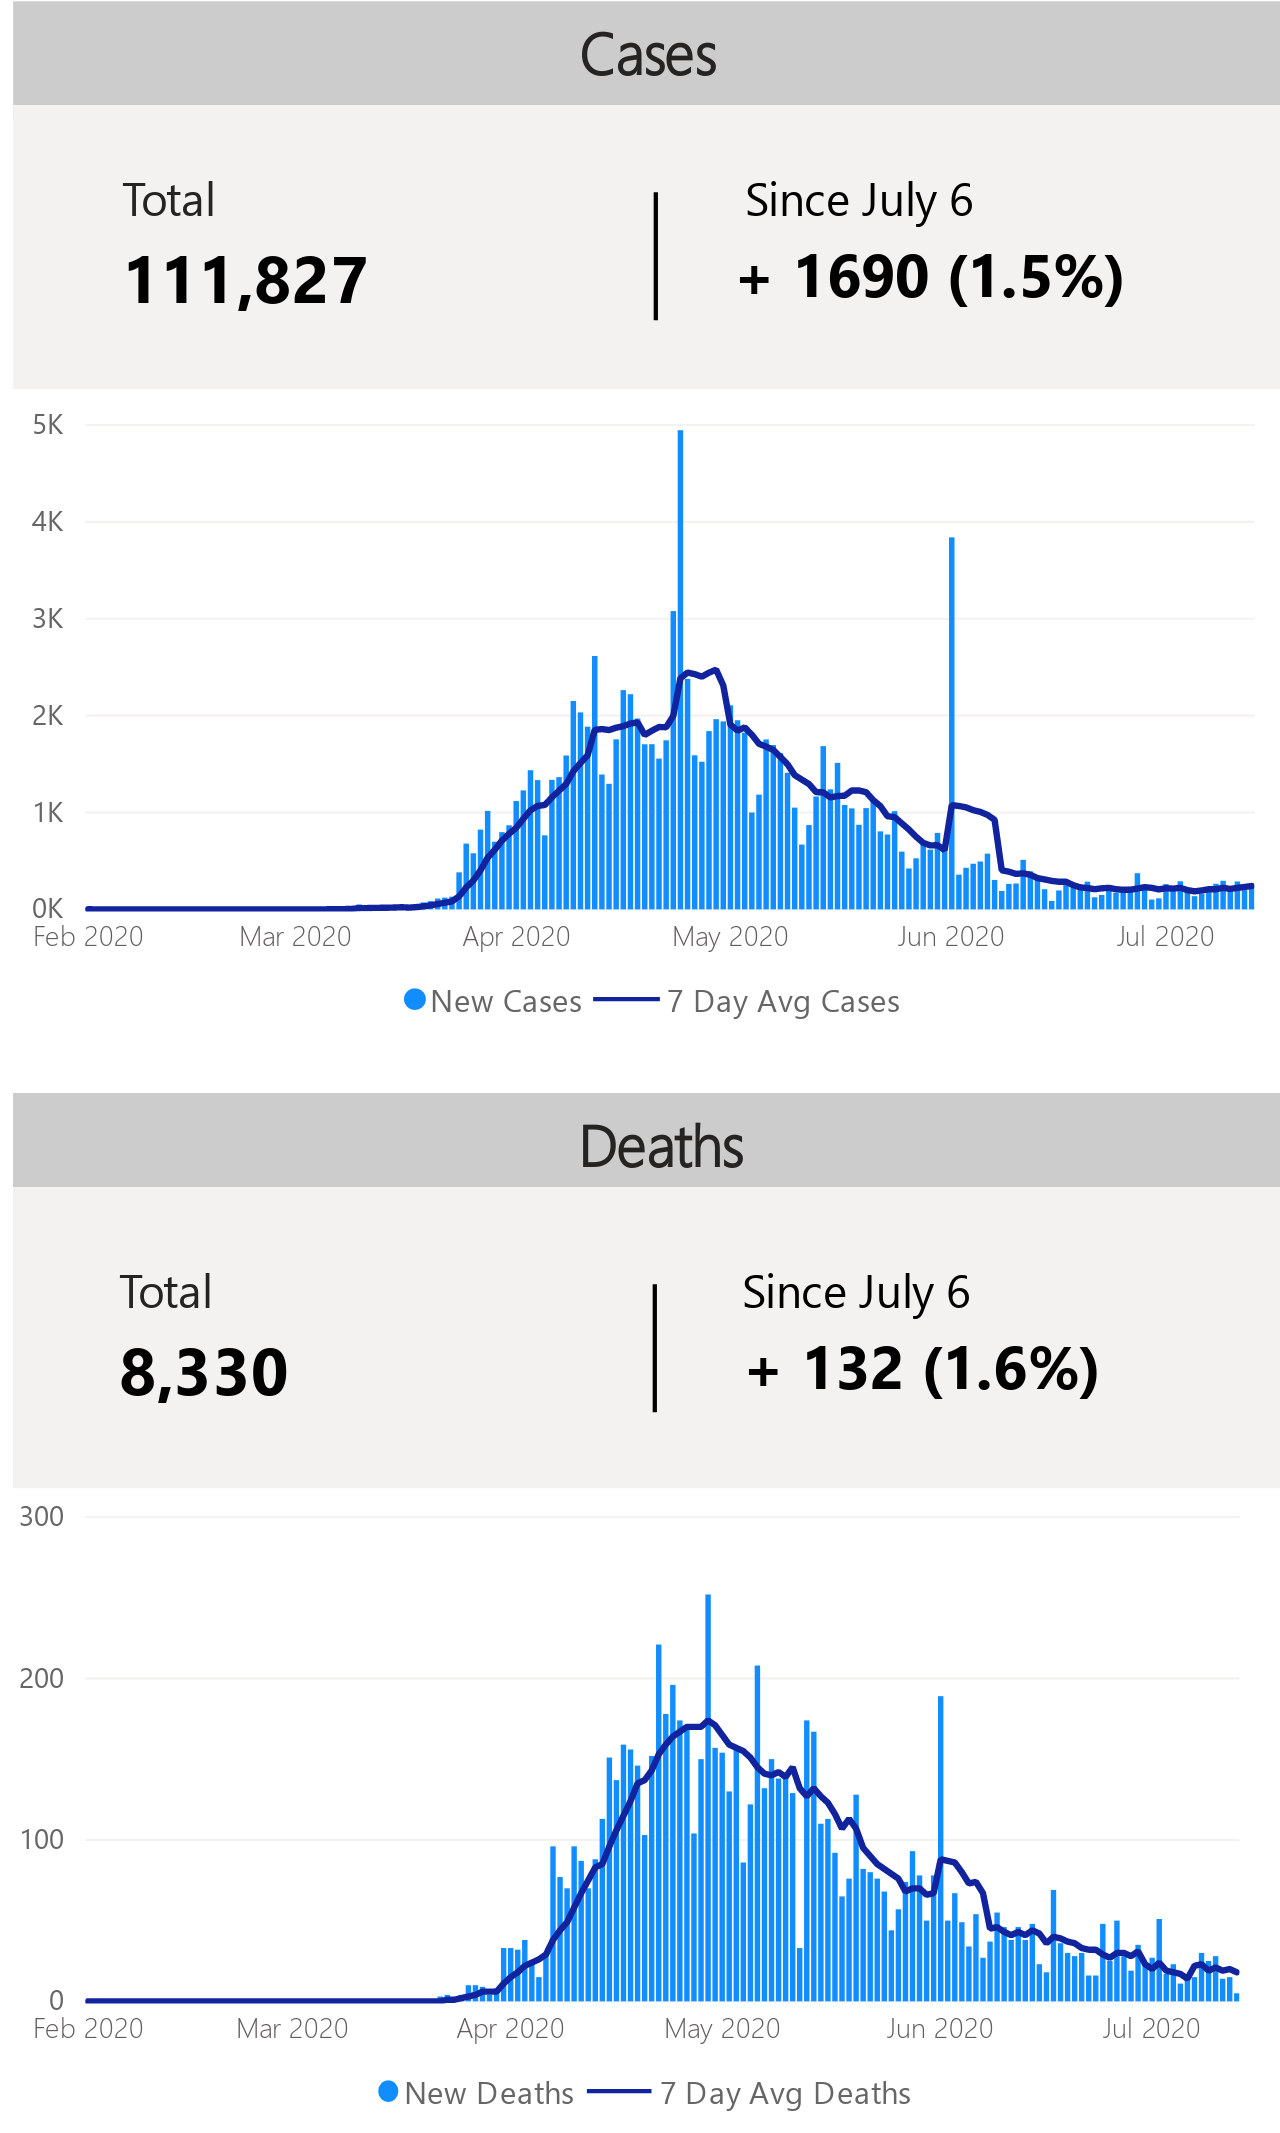 Cases
Total
Since July 6
111,827
+ 1690 (1.5%)
5K
4K
3K
2K
1K
0K
Feb 2020 Mar 2020 Apr 2020 May 2020 Jun 2020 Jul 2020
New Cases 7 Day Avg Cases
Deaths
Total
Since July 6
8,330
+ 132 (1.6%)
300
200
100
0
Feb 2020 Mar 2020 Apr 2020 May 2020 Jun 2020 Jul 2020
New Deaths 7 Day Avg Deaths